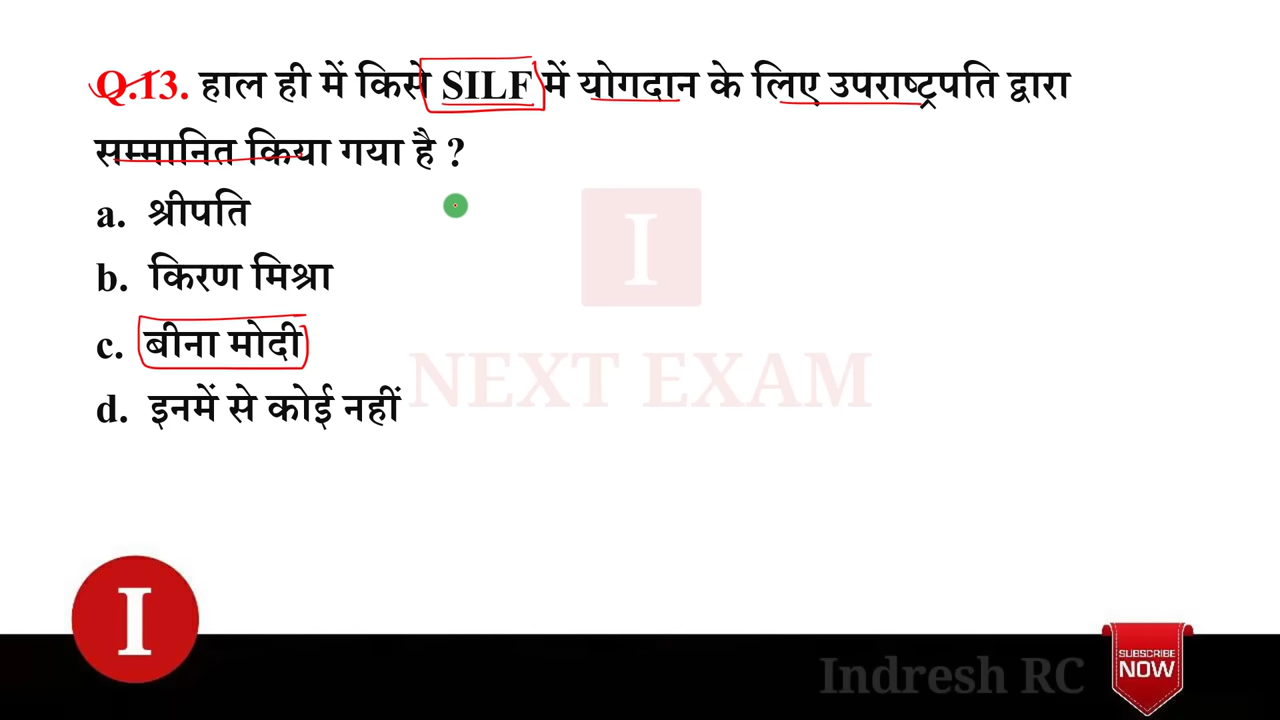 Q.13. हाल ही में किसे SILF में योगदान के लिए उपराष्ट्रपति द्वारा
सम्मानित किया गया है ?
a. श्रीपति
b. किरण मिश्रा
c. बीना मोदी
d. इनमें से कोई नहीं
I
NEXT EXAM
I
Indresh RC
SUBSCRIBE
NOW